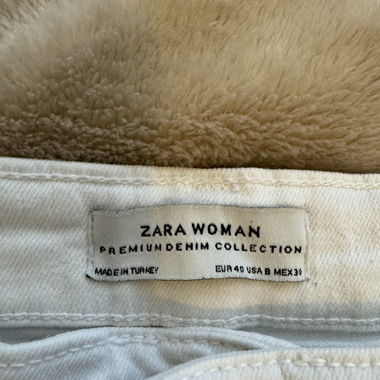 ZARA WOMAN
PREMIUM DENIM COLLECTION
MADE IN TURKEY EUR 40 USA 8 MEX 30